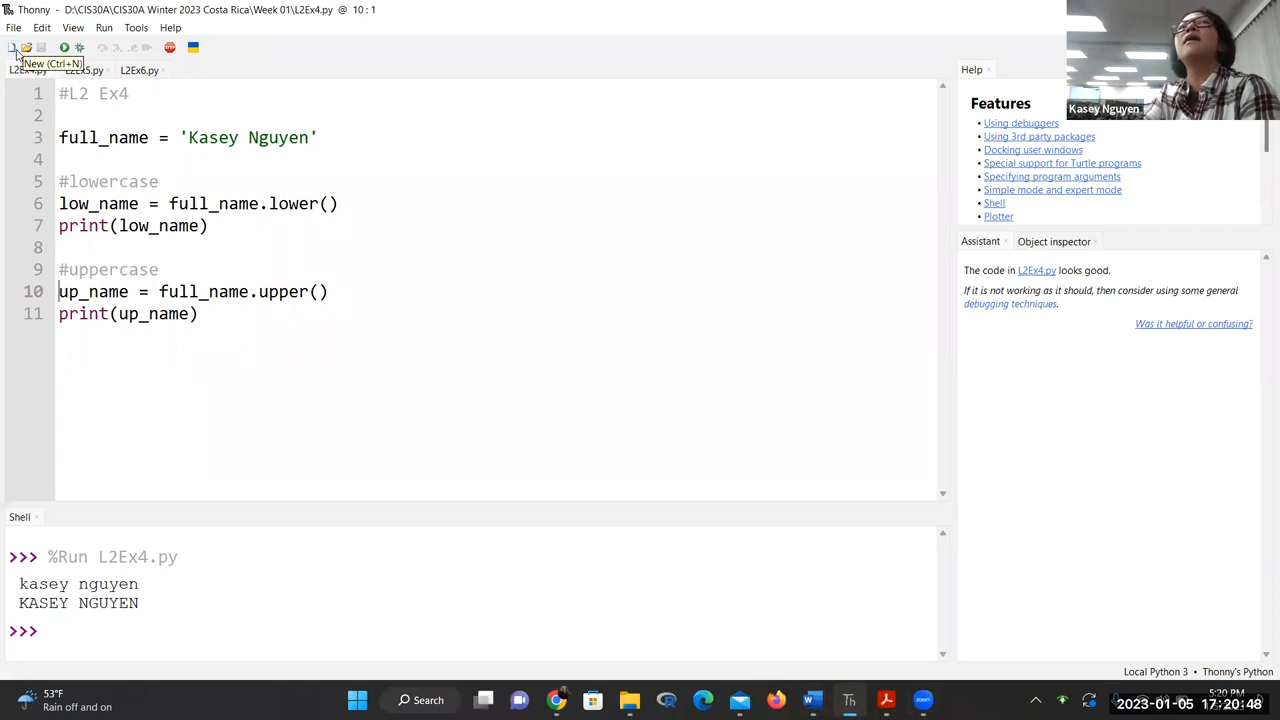 Thonny - D:\CIS30A\CIS30A Winter 2023 Costa Rica\Week 01\L2Ex4.py @ 10 : 1
File Edit View Run Tools Help
New (Ctrl+N)
L2Ex4.py L2Ex5.py × L2Ex6.py ×
1 #L2 Ex4
2
3 full_name = 'Kasey Nguyen'
4
5 #lowercase
6 low_name = full_name.lower()
7 print(low_name)
8
9 #uppercase
10 up_name = full_name.upper()
11 print(up_name)
Shell ×
>>> %Run L2Ex4.py
kasey nguyen
KASEY NGUYEN
>>>
Help ×
Features
• Using debuggers
• Using 3rd party packages
• Docking user windows
• Special support for Turtle programs
• Specifying program arguments
• Simple mode and expert mode
• Shell
• Plotter
Kasey Nguyen
Assistant × Object inspector ×
The code in L2Ex4.py looks good.
If it is not working as it should, then consider using some general
debugging techniques.
Was it helpful or confusing?
Local Python 3 • Thonny's Python
53°F
Rain off and on
Search
5:20 PM
2023-01-05 17:20:48